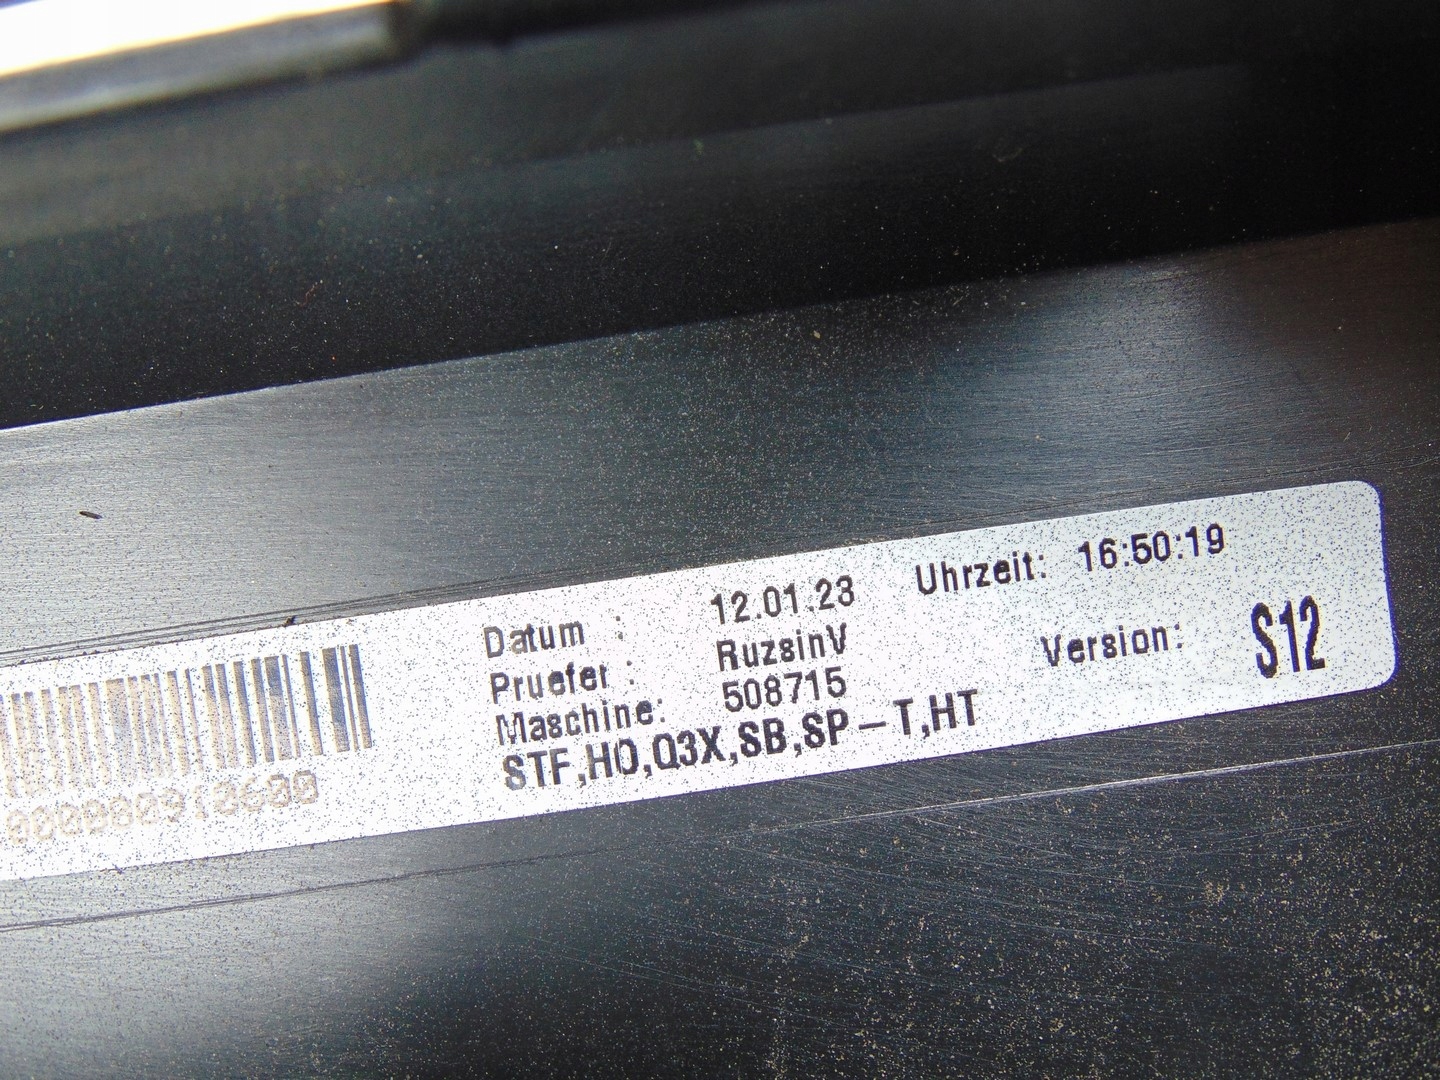 Datum : 12.01.23 Uhrzeit: 16:50:19
Pruefer : RuzsinV Version: S12
Maschine: 508715
STF,HO,Q3X,SB,SP-T,HT